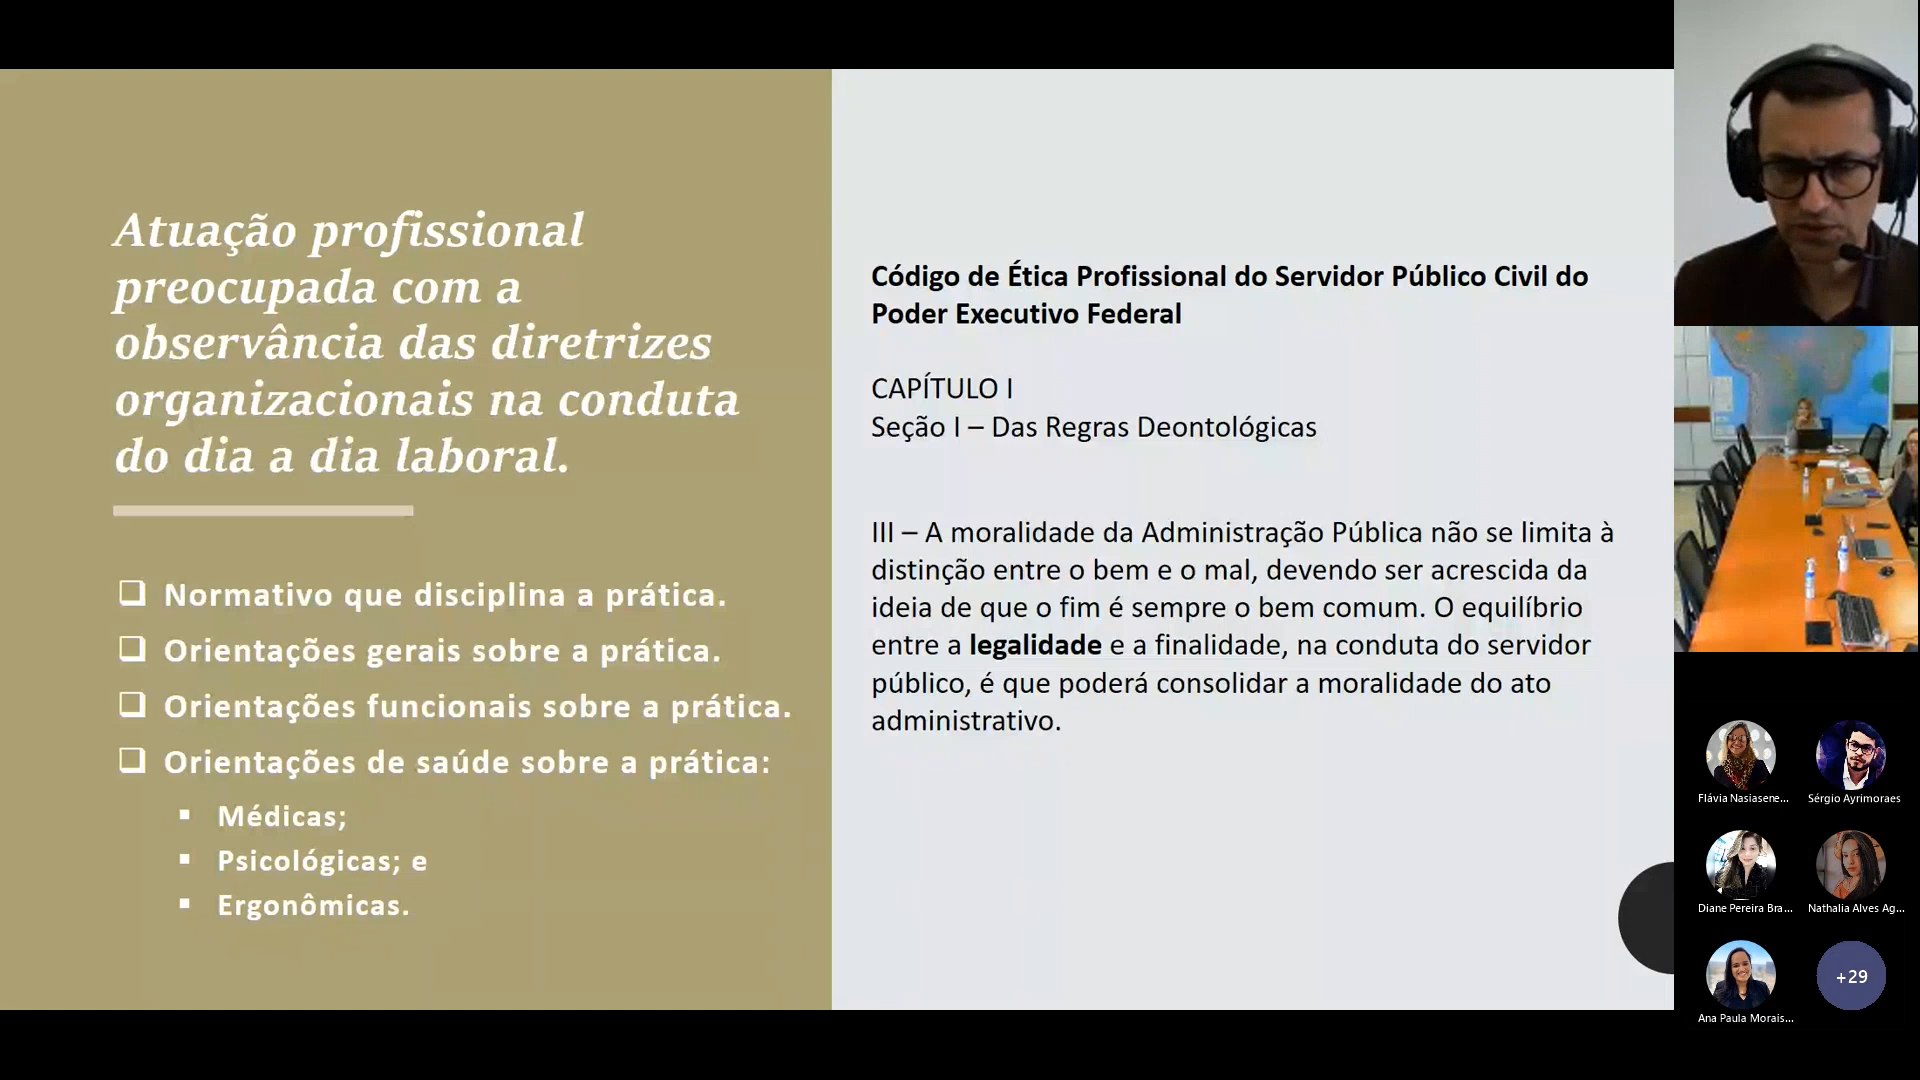 Atuação profissional
preocupada com a
observância das diretrizes
organizacionais na conduta
do dia a dia laboral.
❑ Normativo que disciplina a prática.
❑ Orientações gerais sobre a prática.
❑ Orientações funcionais sobre a prática.
❑ Orientações de saúde sobre a prática:
▪ Médicas;
▪ Psicológicas; e
▪ Ergonômicas.
Código de Ética Profissional do Servidor Público Civil do
Poder Executivo Federal
CAPÍTULO I
Seção I – Das Regras Deontológicas
III – A moralidade da Administração Pública não se limita à
distinção entre o bem e o mal, devendo ser acrescida da
ideia de que o fim é sempre o bem comum. O equilíbrio
entre a legalidade e a finalidade, na conduta do servidor
público, é que poderá consolidar a moralidade do ato
administrativo.
Flávia Nasiasene...
Sérgio Ayrimoraes
Diane Pereira Bra...
Nathalia Alves Ag...
Ana Paula Morais...
+29